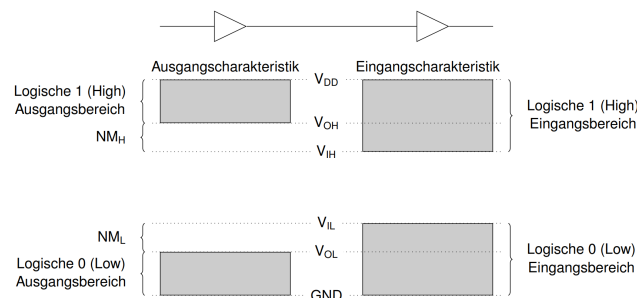 Ausgangscharakteristik
Eingangscharakteristik
V_DD
Logische 1 (High)
Ausgangsbereich
Logische 1 (High)
Eingangsbereich
V_OH
NM_H
V_IH
V_IL
NM_L
V_OL
Logische 0 (Low)
Ausgangsbereich
Logische 0 (Low)
Eingangsbereich
GND